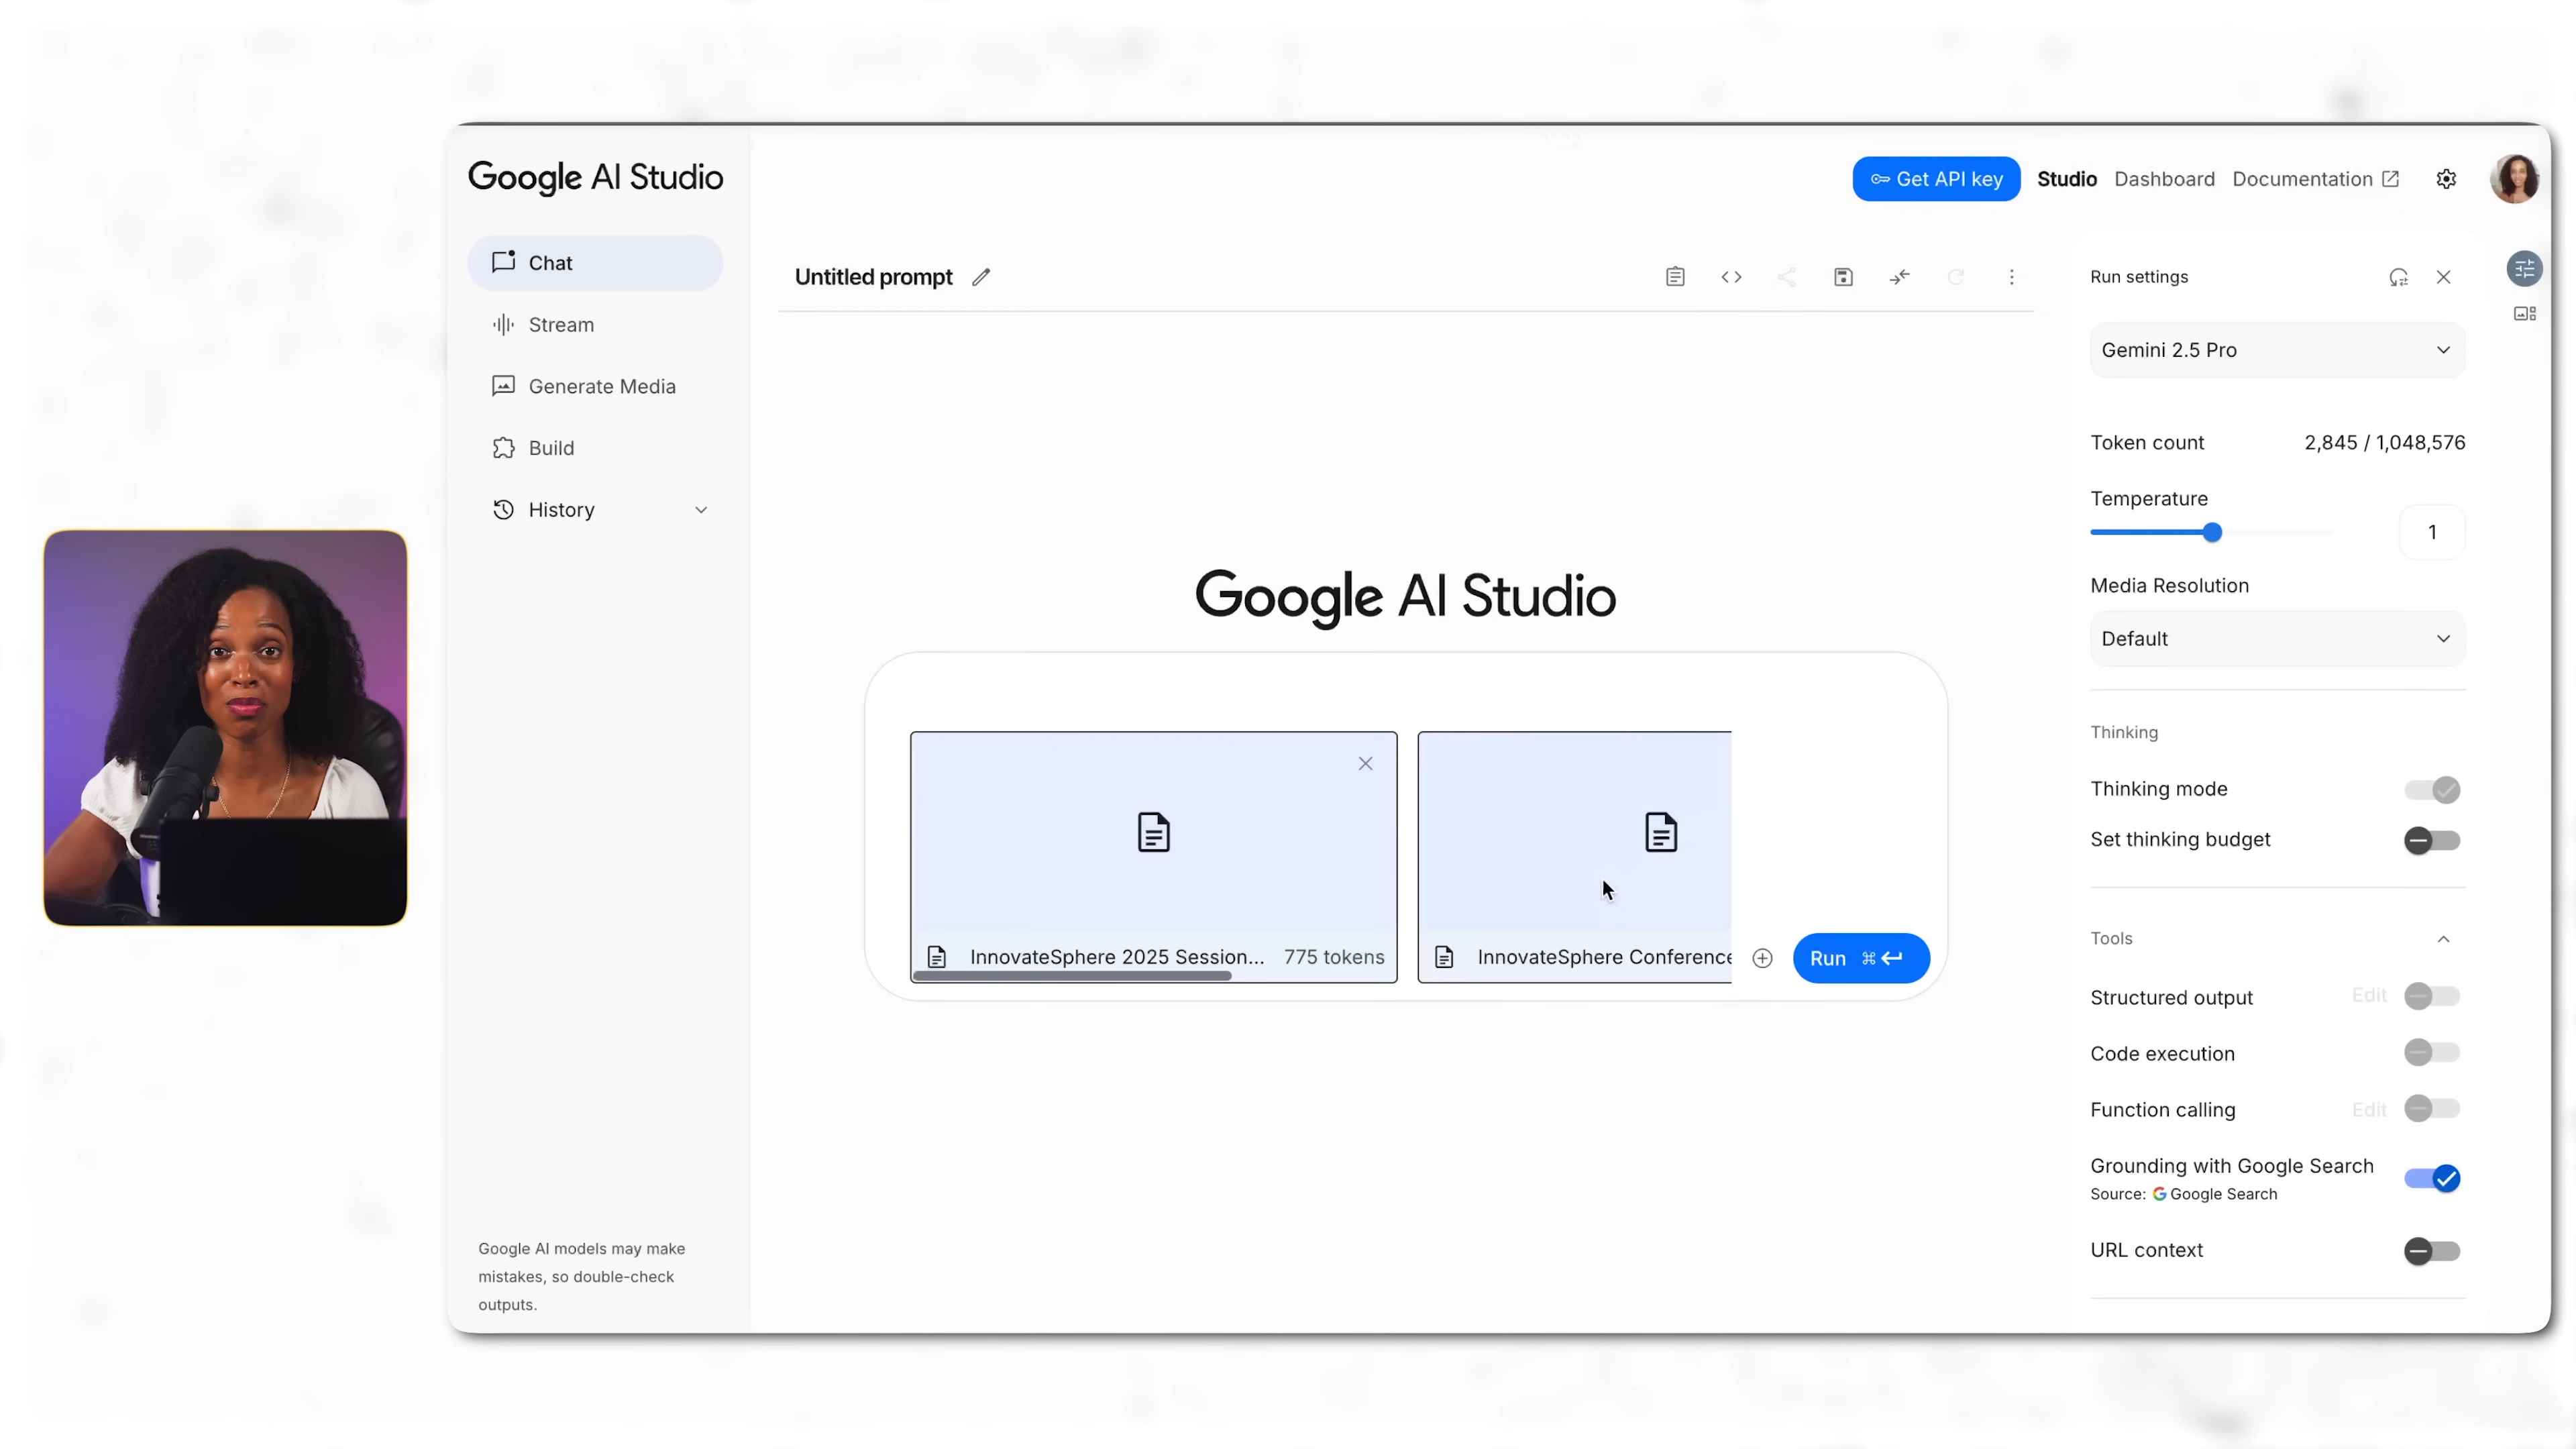 Google AI Studio
Get API key
Studio
Dashboard
Documentation
Chat
Stream
Generate Media
Build
History
Google AI models may make
mistakes, so double-check
outputs.
Untitled prompt
Google AI Studio
InnovateSphere 2025 Session... 775 tokens
InnovateSphere Conference
Run ⌘↵
Run settings
Gemini 2.5 Pro
Token count 2,845 / 1,048,576
Temperature
1
Media Resolution
Default
Thinking
Thinking mode
Set thinking budget
Tools
Structured output Edit
Code execution
Function calling Edit
Grounding with Google Search
Source: Google Search
URL context